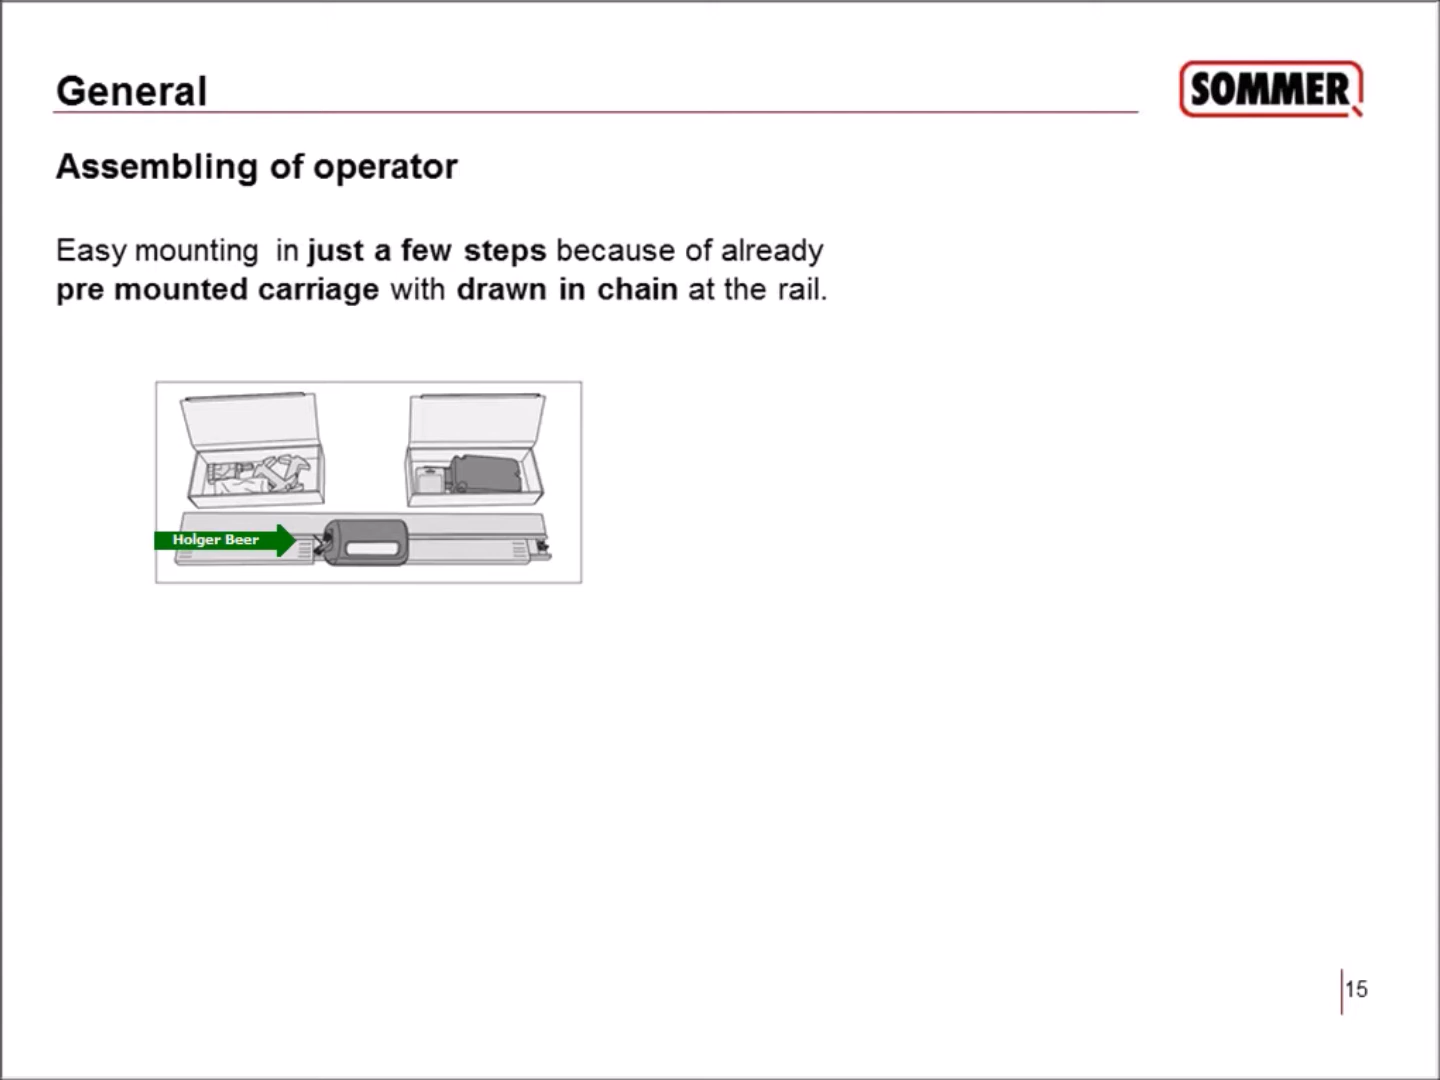 General
SOMMER
Assembling of operator
Easy mounting in just a few steps because of already
pre mounted carriage with drawn in chain at the rail.
Holger Beer
15